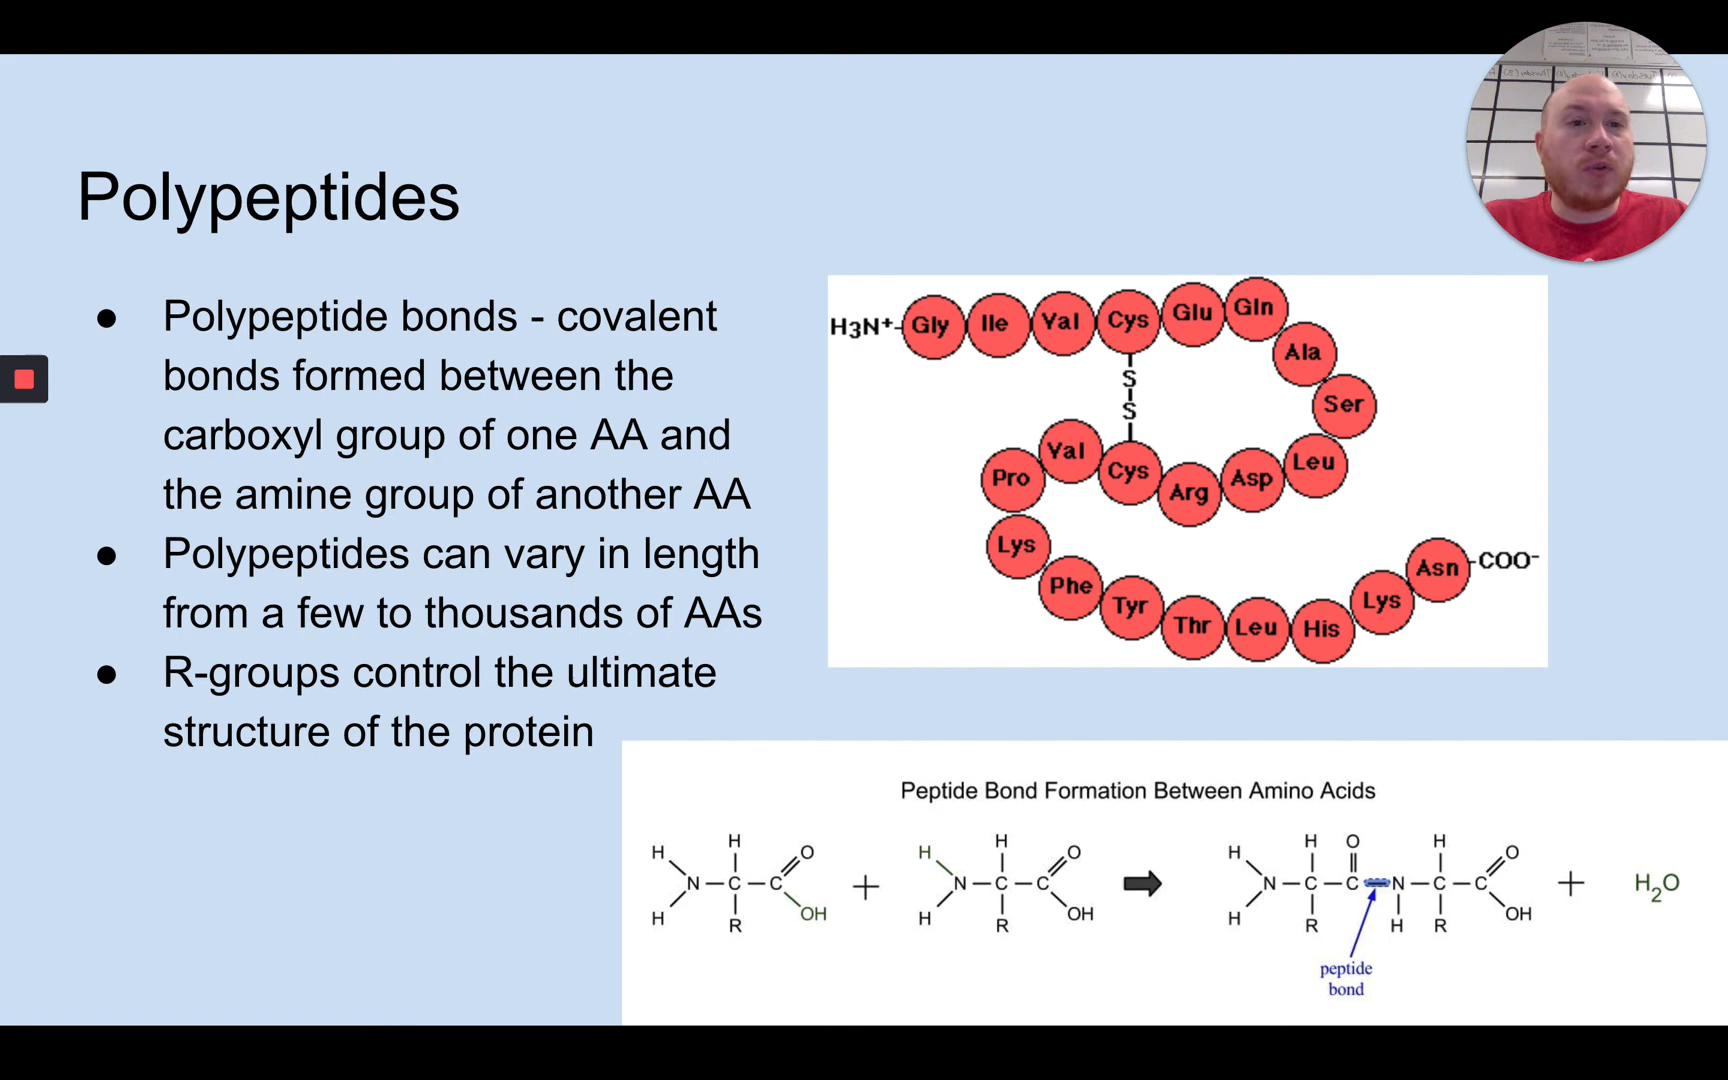 Polypeptides
● Polypeptide bonds - covalent
bonds formed between the
carboxyl group of one AA and
the amine group of another AA
● Polypeptides can vary in length
from a few to thousands of AAs
● R-groups control the ultimate
structure of the protein
H3N+ Gly Ile Val Cys Glu Gln
Ala
Ser
S
S
Pro Val Cys Arg Asp Leu
Lys
Phe Tyr Thr Leu His Lys Asn COO-
Peptide Bond Formation Between Amino Acids
H H O H H O H H O H O
N C C + N C C N C C N C C + H2O
H R OH H R OH H R H R OH
peptide
bond